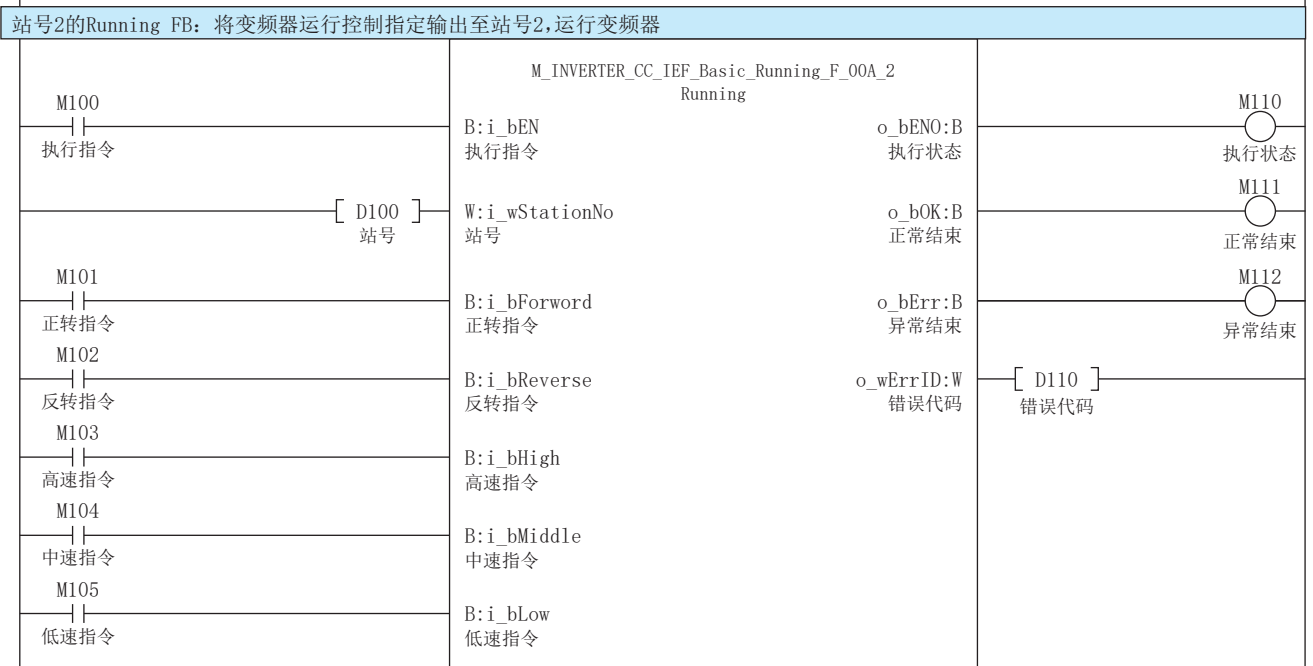 站号2的Running FB：将变频器运行控制指定输出至站号2,运行变频器
M_INVERTER_CC_IEF_Basic_Running_F_00A_2
Running
M100
执行指令
B:i_bEN
执行指令
o_bENO:B
执行状态
M110
执行状态
D100
站号
W:i_wStationNo
站号
o_bOK:B
正常结束
M111
正常结束
M101
正转指令
B:i_bForword
正转指令
o_bErr:B
异常结束
M112
异常结束
M102
反转指令
B:i_bReverse
反转指令
o_wErrID:W
错误代码
D110
错误代码
M103
高速指令
B:i_bHigh
高速指令
M104
中速指令
B:i_bMiddle
中速指令
M105
低速指令
B:i_bLow
低速指令